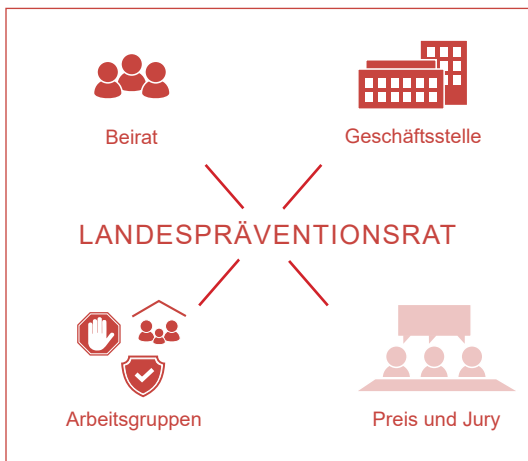 Beirat
Geschäftsstelle
LANDESPRÄVENTIONSRAT
Arbeitsgruppen
Preis und Jury